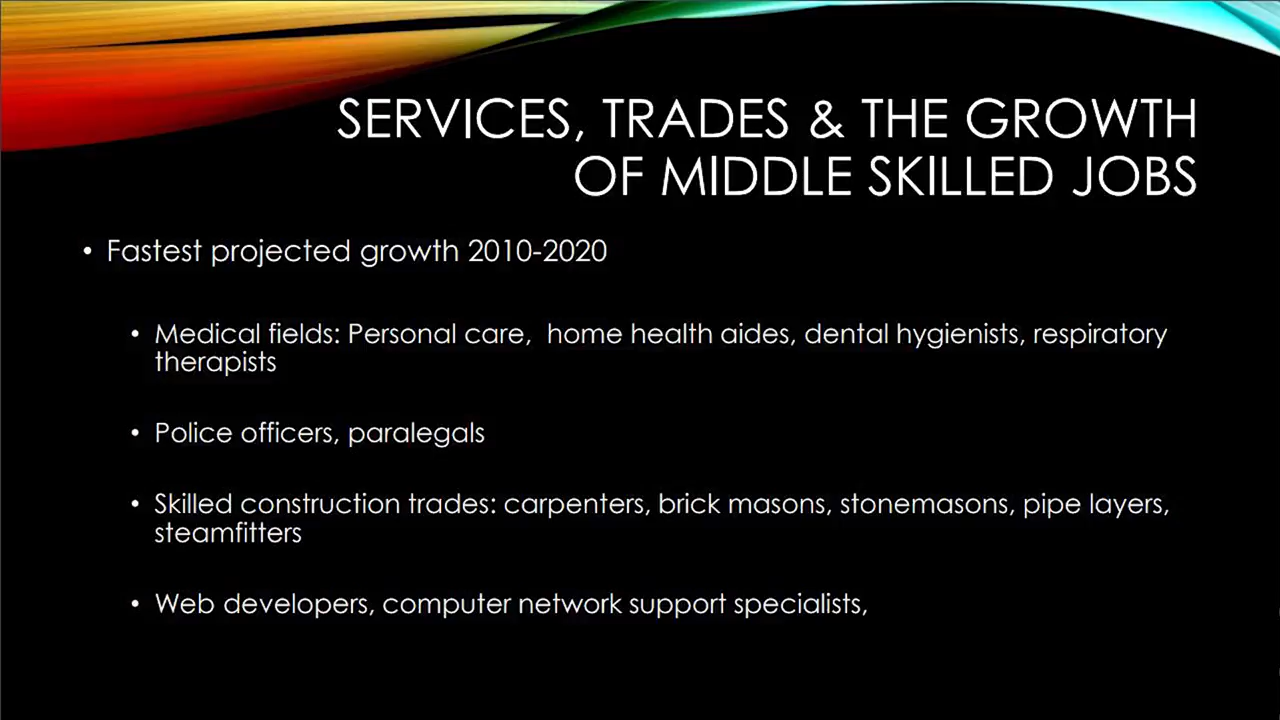 SERVICES, TRADES & THE GROWTH
OF MIDDLE SKILLED JOBS
• Fastest projected growth 2010-2020
• Medical fields: Personal care,  home health aides, dental hygienists, respiratory
therapists
• Police officers, paralegals
• Skilled construction trades: carpenters, brick masons, stonemasons, pipe layers,
steamfitters
• Web developers, computer network support specialists,